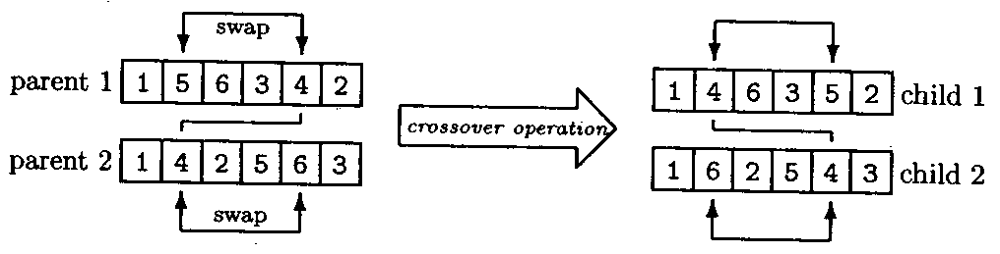 swap
parent 1 1 5 6 3 4 2
parent 2 1 4 2 5 6 3
swap
crossover operation
1 4 6 3 5 2 child 1
1 6 2 5 4 3 child 2